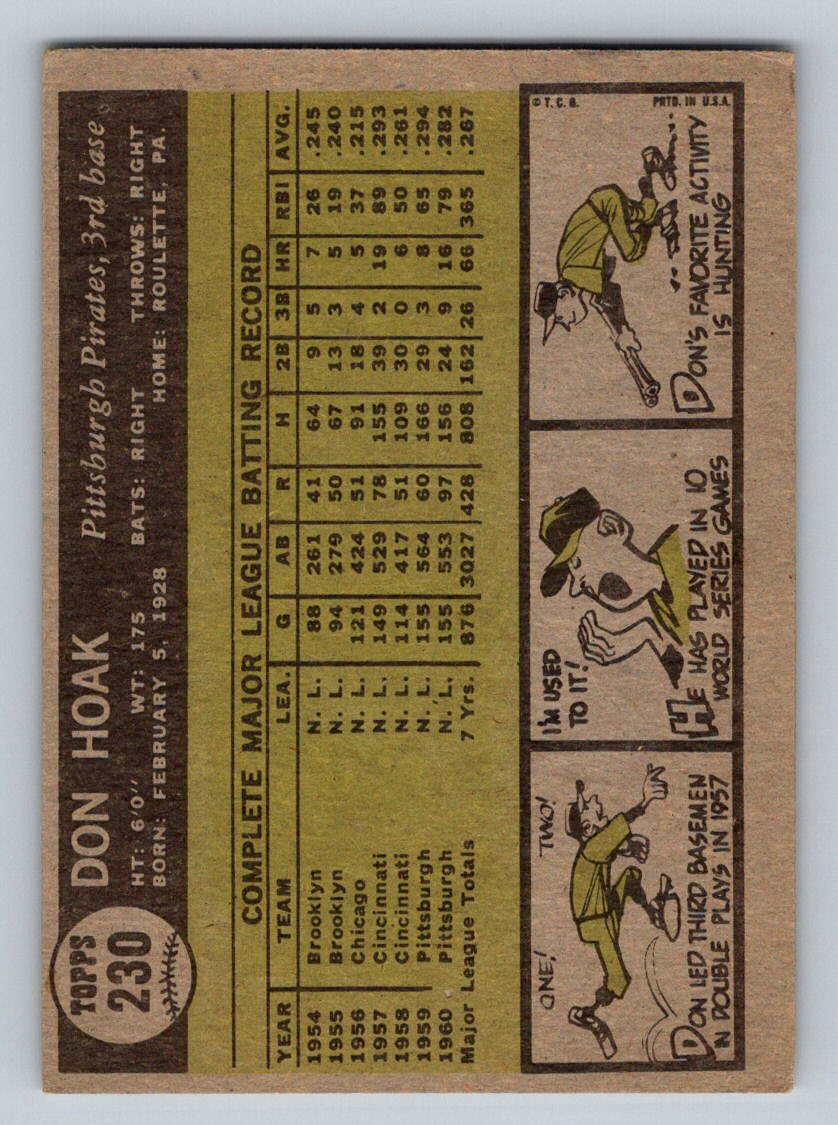 TOPPS
230
DON HOAK Pittsburgh Pirates, 3rd base
HT: 6'0" WT: 175 BATS: RIGHT THROWS: RIGHT
BORN: FEBRUARY 5, 1928 HOME: ROULETTE, PA.
COMPLETE MAJOR LEAGUE BATTING RECORD
YEAR TEAM LEA. G AB R H 2B 3B HR RBI AVG.
1954 Brooklyn N. L. 88 261 41 64 9 5 7 26 .245
1955 Brooklyn N. L. 94 279 50 67 13 3 5 19 .240
1956 Chicago N. L. 121 424 51 91 18 4 5 37 .215
1957 Cincinnati N. L. 149 529 78 155 39 2 19 89 .293
1958 Cincinnati N. L. 114 417 51 109 30 0 6 50 .261
1959 Pittsburgh N. L. 155 564 60 166 29 3 8 65 .294
1960 Pittsburgh N. L. 155 553 97 156 24 9 16 79 .282
Major League Totals 7 Yrs. 876 3027 428 808 162 26 66 365 .267
ONE! TWO!
DON LED THIRD BASEMEN
IN DOUBLE PLAYS IN 1957
I'M USED
TO IT!
HE HAS PLAYED IN 10
WORLD SERIES GAMES
© T. C. G. PRTD. IN U.S.A.
DON'S FAVORITE ACTIVITY
IS HUNTING